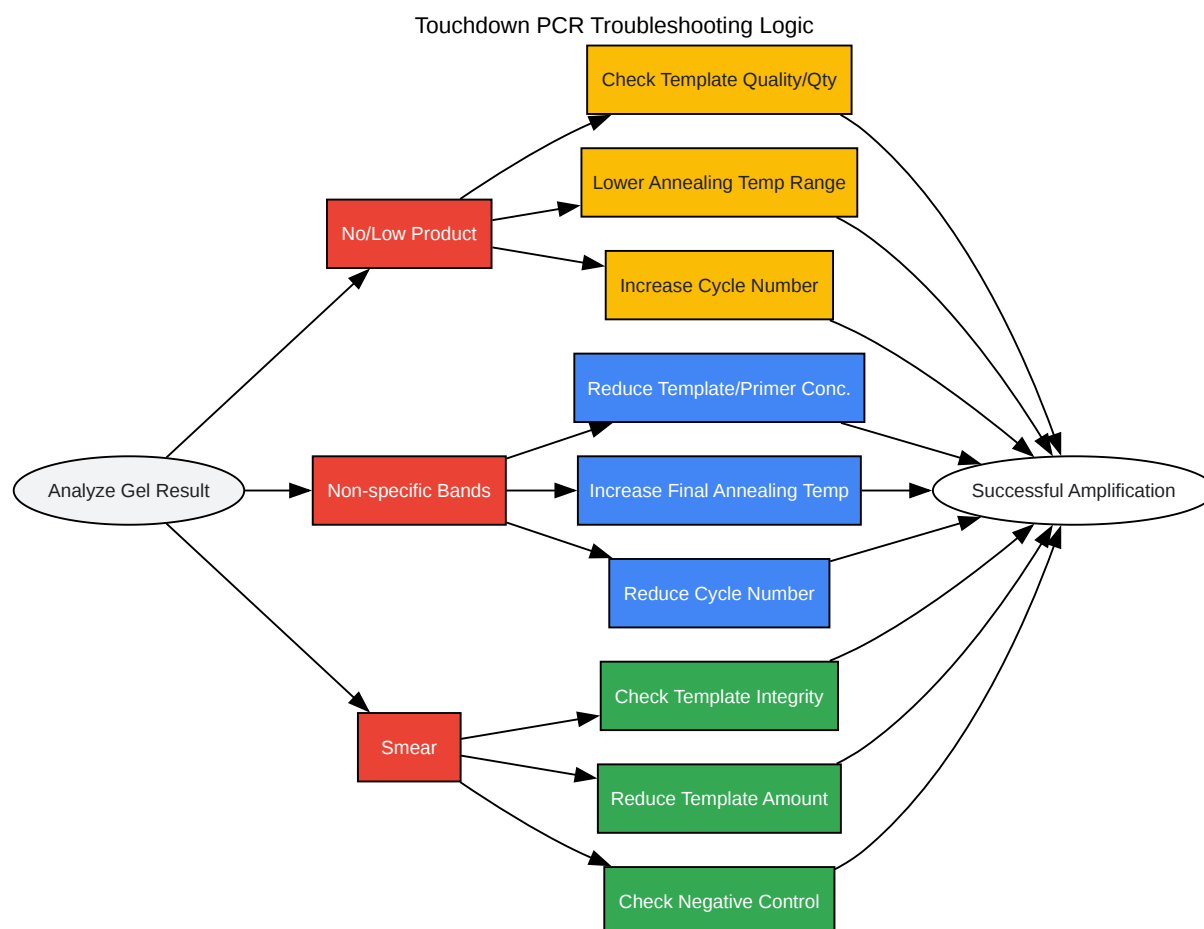 Touchdown PCR Troubleshooting Logic
Check Template Quality/Qty
Lower Annealing Temp Range
No/Low Product
Increase Cycle Number
Reduce Template/Primer Conc.
Analyze Gel Result
Non-specific Bands
Increase Final Annealing Temp
Successful Amplification
Reduce Cycle Number
Check Template Integrity
Smear
Reduce Template Amount
Check Negative Control